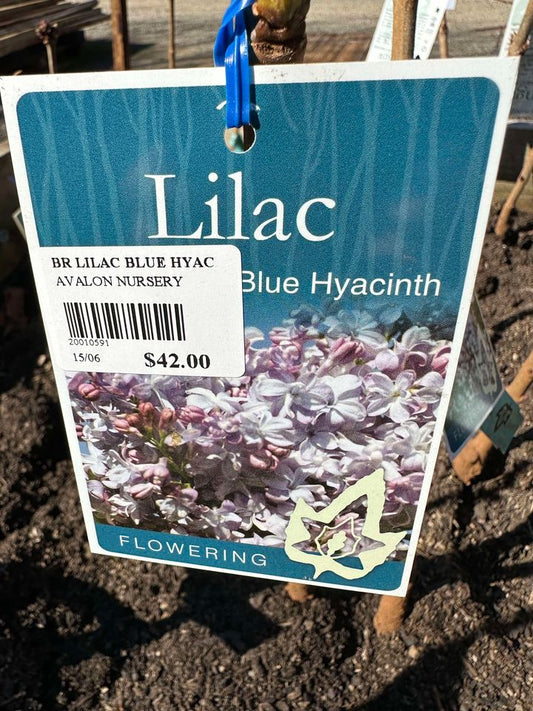 Lilac
Blue Hyacinth
BR LILAC BLUE HYAC
AVALON NURSERY
20010591
15/06 $42.00
FLOWERING